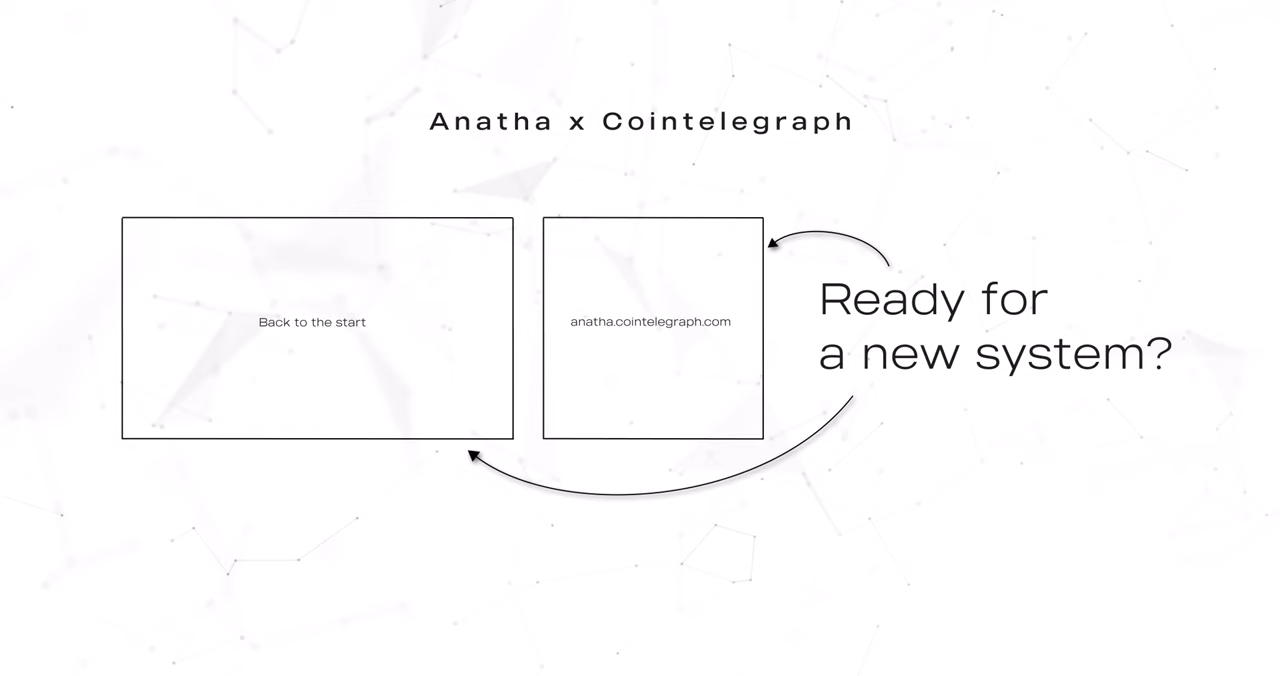 Anatha x Cointelegraph
Back to the start
anatha.cointelegraph.com
Ready for
a new system?